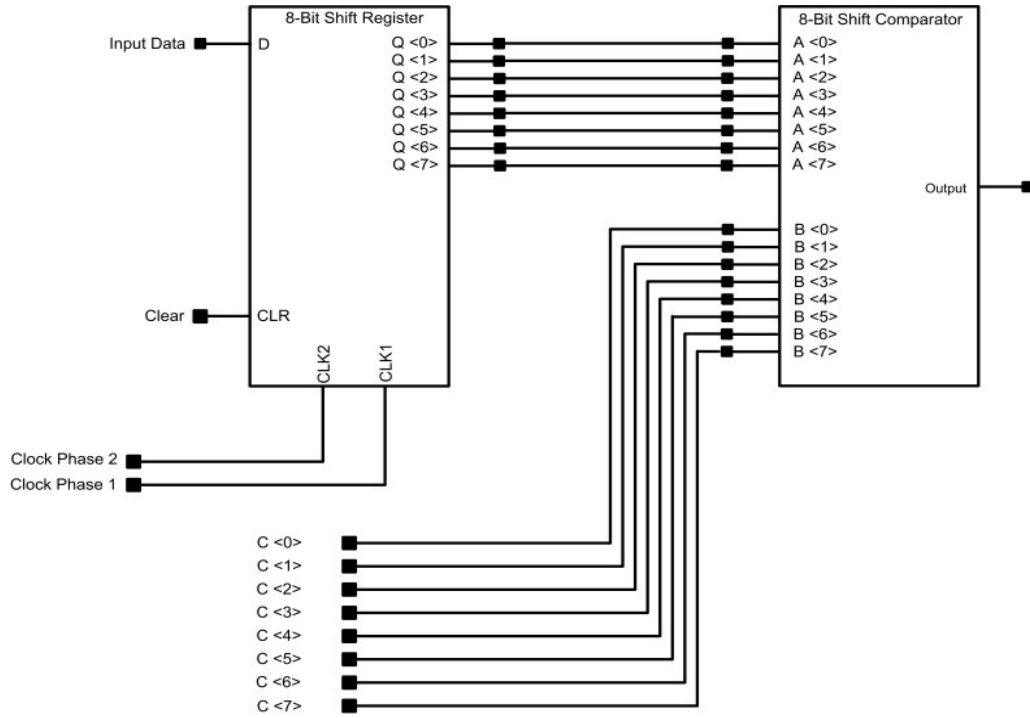 8-Bit Shift Register
8-Bit Shift Comparator
Input Data
D
Q <0>
Q <1>
Q <2>
Q <3>
Q <4>
Q <5>
Q <6>
Q <7>
A <0>
A <1>
A <2>
A <3>
A <4>
A <5>
A <6>
A <7>
Output
B <0>
B <1>
B <2>
B <3>
B <4>
B <5>
B <6>
B <7>
Clear
CLR
CLK2
CLK1
Clock Phase 2
Clock Phase 1
C <0>
C <1>
C <2>
C <3>
C <4>
C <5>
C <6>
C <7>